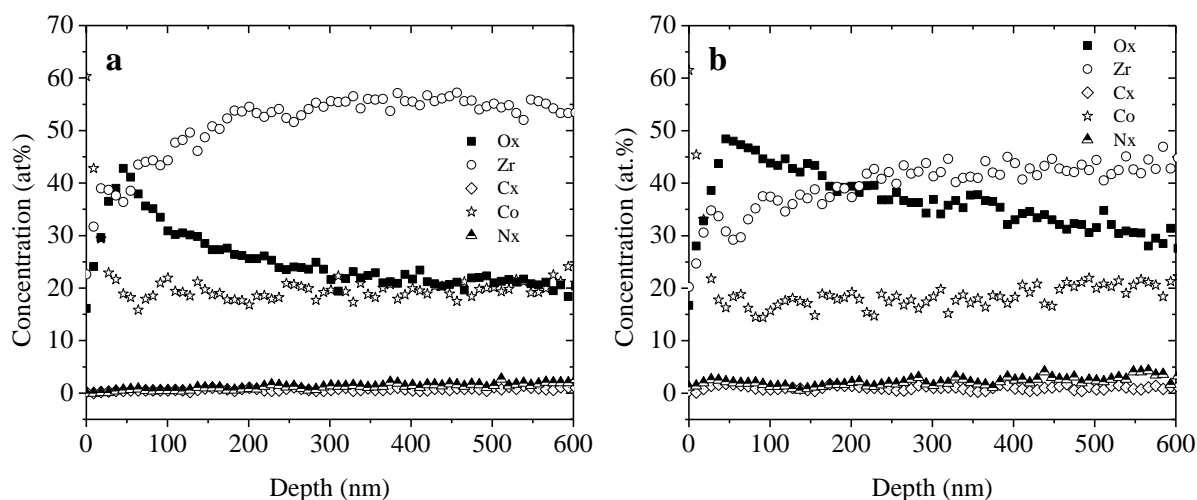 a
Concentration (at%)
70
60
50
40
30
20
10
0
Ox
Zr
Cx
Co
Nx
0 100 200 300 400 500 600
Depth (nm)
b
Concentration (at.%)
70
60
50
40
30
20
10
0
Ox
Zr
Cx
Co
Nx
0 100 200 300 400 500 600
Depth (nm)